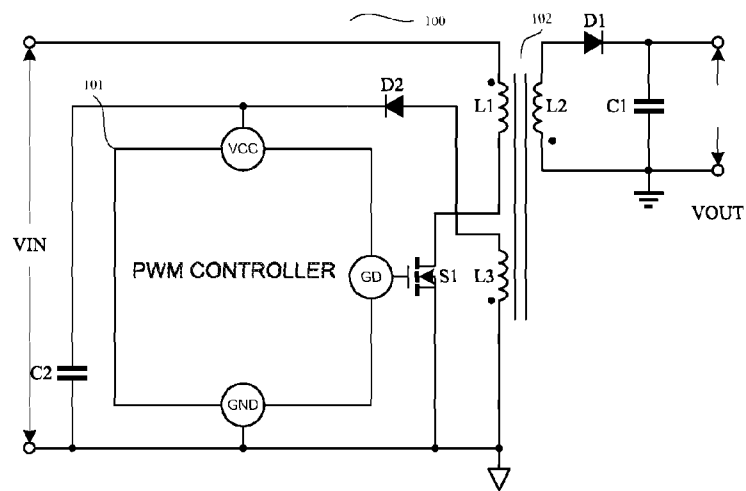 100
102
D1
101
D2
L1
L2
C1
VCC
VIN
VOUT
PWM CONTROLLER
GD
S1
L3
C2
GND